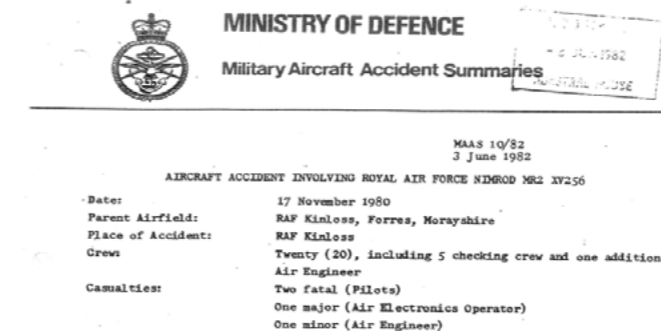 MINISTRY OF DEFENCE
Military Aircraft Accident Summaries
1982
MAAS 10/82
3 June 1982
AIRCRAFT ACCIDENT INVOLVING ROYAL AIR FORCE NIMROD MR2 XV256
Date: 17 November 1980
Parent Airfield: RAF Kinloss, Forres, Morayshire
Place of Accident: RAF Kinloss
Crew: Twenty (20), including 5 checking crew and one addition
Air Engineer
Casualties: Two fatal (Pilots)
One major (Air Electronics Operator)
One minor (Air Engineer)